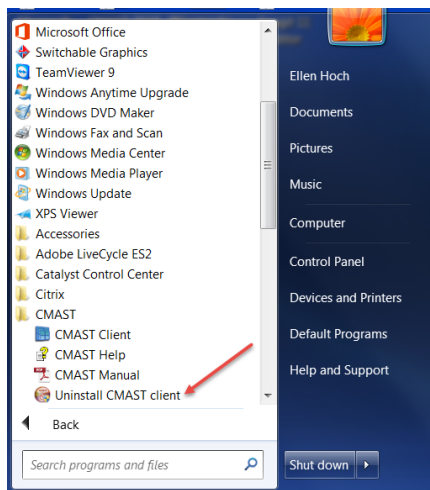 Microsoft Office
Switchable Graphics
TeamViewer 9
Windows Anytime Upgrade
Windows DVD Maker
Windows Fax and Scan
Windows Media Center
Windows Media Player
Windows Update
XPS Viewer
Accessories
Adobe LiveCycle ES2
Catalyst Control Center
Citrix
CMAST
CMAST Client
CMAST Help
CMAST Manual
Uninstall CMAST client
Back
Search programs and files
Ellen Hoch
Documents
Pictures
Music
Computer
Control Panel
Devices and Printers
Default Programs
Help and Support
Shut down